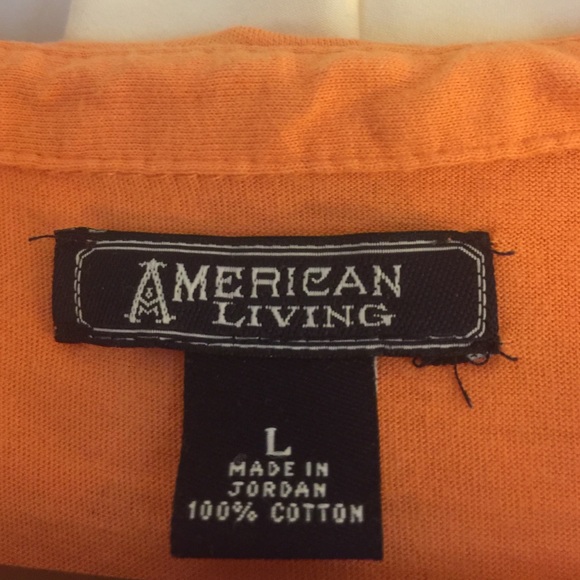 AMERICAN
LIVING
L
MADE IN
JORDAN
100% COTTON